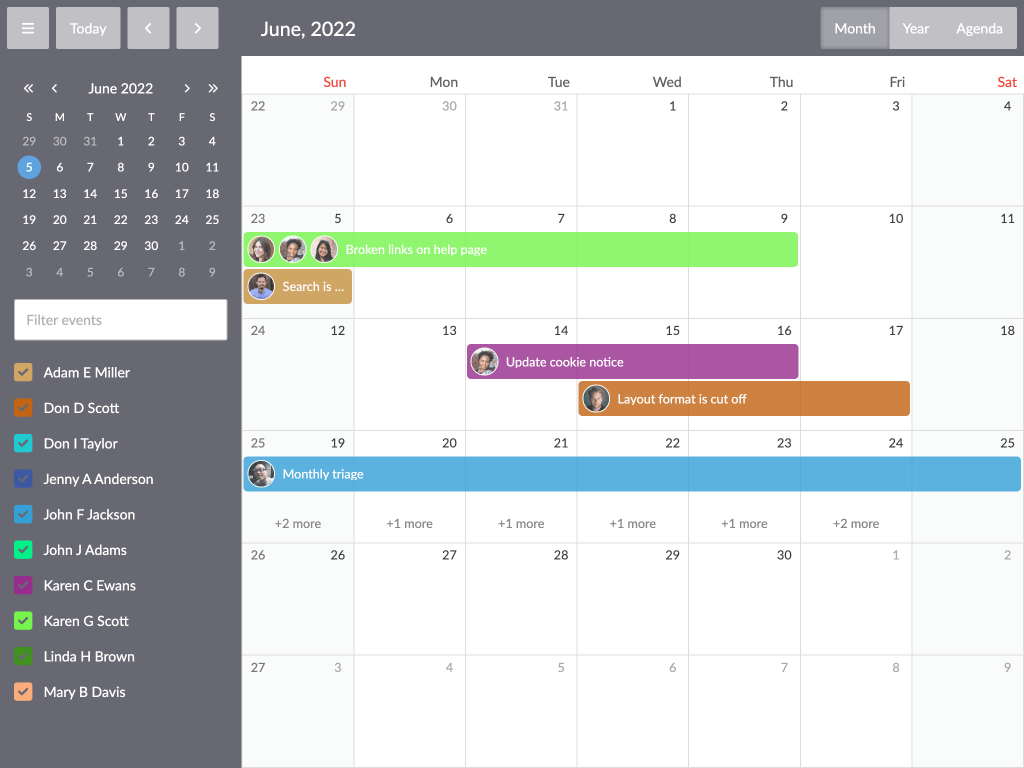 Today
June, 2022
Month Year Agenda
June 2022
S M T W T F S
29 30 31 1 2 3 4
5 6 7 8 9 10 11
12 13 14 15 16 17 18
19 20 21 22 23 24 25
26 27 28 29 30 1 2
3 4 5 6 7 8 9
Filter events
Adam E Miller
Don D Scott
Don I Taylor
Jenny A Anderson
John F Jackson
John J Adams
Karen C Ewans
Karen G Scott
Linda H Brown
Mary B Davis
Sun Mon Tue Wed Thu Fri Sat
22 29 30 31 1 2 3 4
23 5 6 7 8 9 10 11
Broken links on help page
Search is ...
24 12 13 14 15 16 17 18
Update cookie notice
Layout format is cut off
25 19 20 21 22 23 24 25
Monthly triage
+2 more +1 more +1 more +1 more +1 more +2 more
26 26 27 28 29 30 1 2
27 3 4 5 6 7 8 9